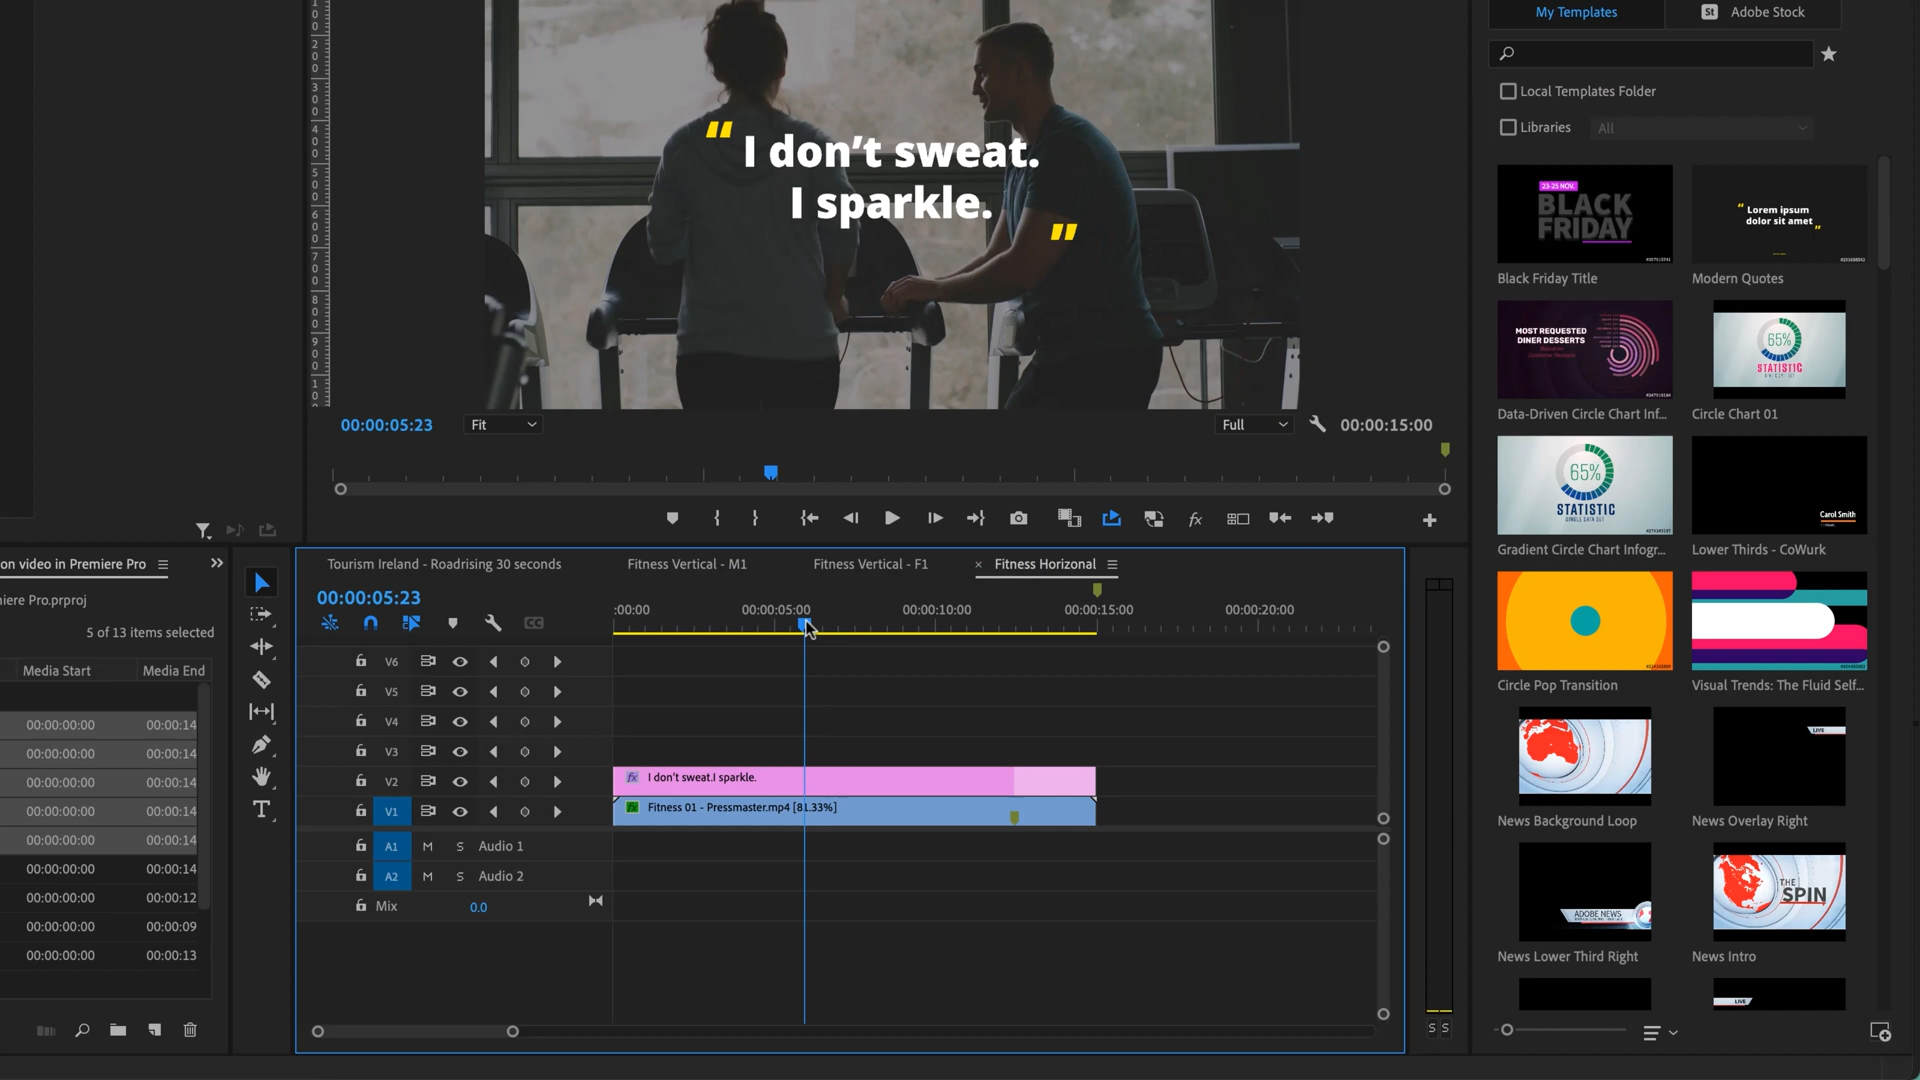 My Templates
St Adobe Stock
Local Templates Folder
Libraries All
“ I don’t sweat.
I sparkle. ”
23-25 NOV.
BLACK
FRIDAY
Black Friday Title
“ Lorem ipsum
dolor sit amet ”
Modern Quotes
MOST REQUESTED
DINER DESSERTS
Data-Driven Circle Chart Inf...
65%
STATISTIC
Circle Chart 01
65%
STATISTIC
Gradient Circle Chart Infogr...
Carol Smith
Lower Thirds - CoWurk
Circle Pop Transition
Visual Trends: The Fluid Self...
News Background Loop
LIVE
News Overlay Right
ADOBE NEWS
News Lower Third Right
THE
SPIN
News Intro
LIVE
00:00:05:23
Fit
Full
00:00:15:00
on video in Premiere Pro
iere Pro.prproj
5 of 13 items selected
Media Start Media End
00:00:00:00 00:00:14
00:00:00:00 00:00:14
00:00:00:00 00:00:14
00:00:00:00 00:00:14
00:00:00:00 00:00:14
00:00:00:00 00:00:14
00:00:00:00 00:00:12
00:00:00:00 00:00:09
00:00:00:00 00:00:13
Tourism Ireland - Roadrising 30 seconds
Fitness Vertical - M1
Fitness Vertical - F1
× Fitness Horizonal
00:00:05:23
:00:00 00:00:05:00 00:00:10:00 00:00:15:00 00:00:20:00
V6
V5
V4
V3
V2
fx I don't sweat.I sparkle.
V1
fx Fitness 01 - Pressmaster.mp4 [81.33%]
A1 M S Audio 1
A2 M S Audio 2
Mix 0.0
S S